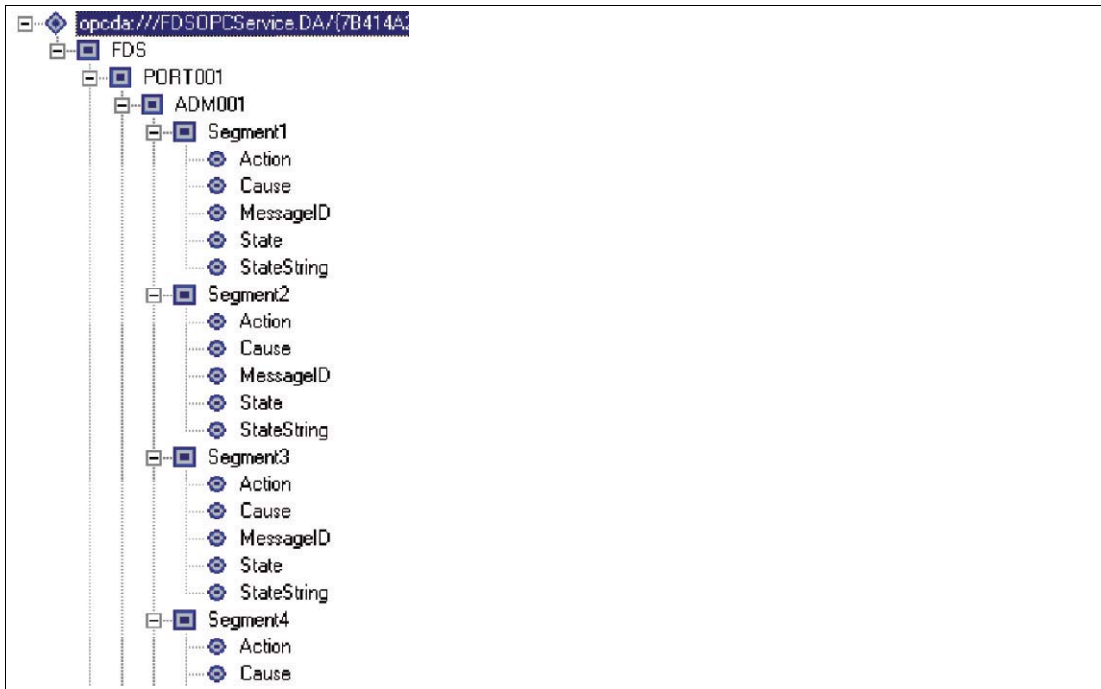 opcda:///FDSOPCService.DA/{7B414A
FDS
PORT001
ADM001
Segment1
Action
Cause
MessageID
State
StateString
Segment2
Action
Cause
MessageID
State
StateString
Segment3
Action
Cause
MessageID
State
StateString
Segment4
Action
Cause